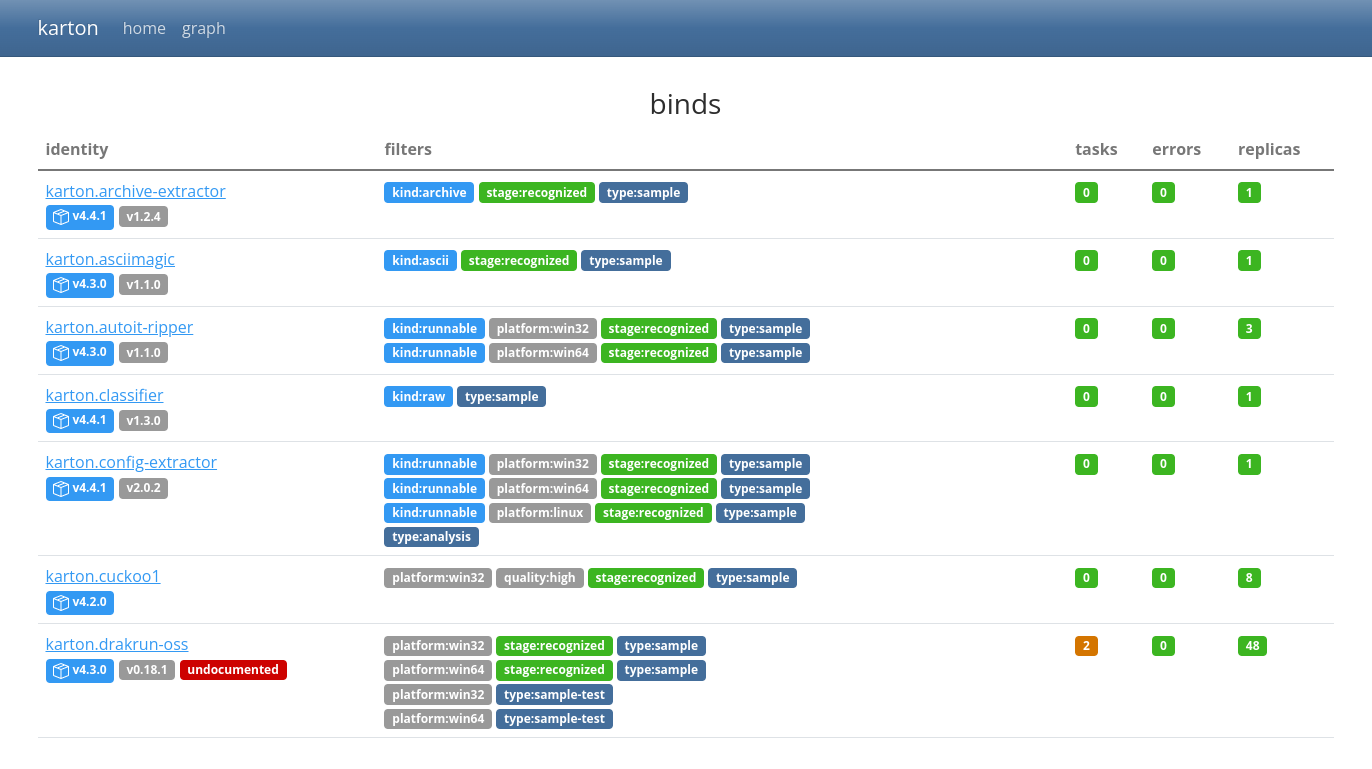 karton home graph
binds
identity filters tasks errors replicas
karton.archive-extractor kind:archive stage:recognized type:sample 0 0 1
v4.4.1 v1.2.4
karton.asciimagic kind:ascii stage:recognized type:sample 0 0 1
v4.3.0 v1.1.0
karton.autoit-ripper kind:runnable platform:win32 stage:recognized type:sample 0 0 3
v4.3.0 v1.1.0 kind:runnable platform:win64 stage:recognized type:sample
karton.classifier kind:raw type:sample 0 0 1
v4.4.1 v1.3.0
karton.config-extractor kind:runnable platform:win32 stage:recognized type:sample 0 0 1
v4.4.1 v2.0.2 kind:runnable platform:win64 stage:recognized type:sample
kind:runnable platform:linux stage:recognized type:sample
type:analysis
karton.cuckoo1 platform:win32 quality:high stage:recognized type:sample 0 0 8
v4.2.0
karton.drakrun-oss platform:win32 stage:recognized type:sample 2 0 48
v4.3.0 v0.18.1 undocumented platform:win64 stage:recognized type:sample
platform:win32 type:sample-test
platform:win64 type:sample-test